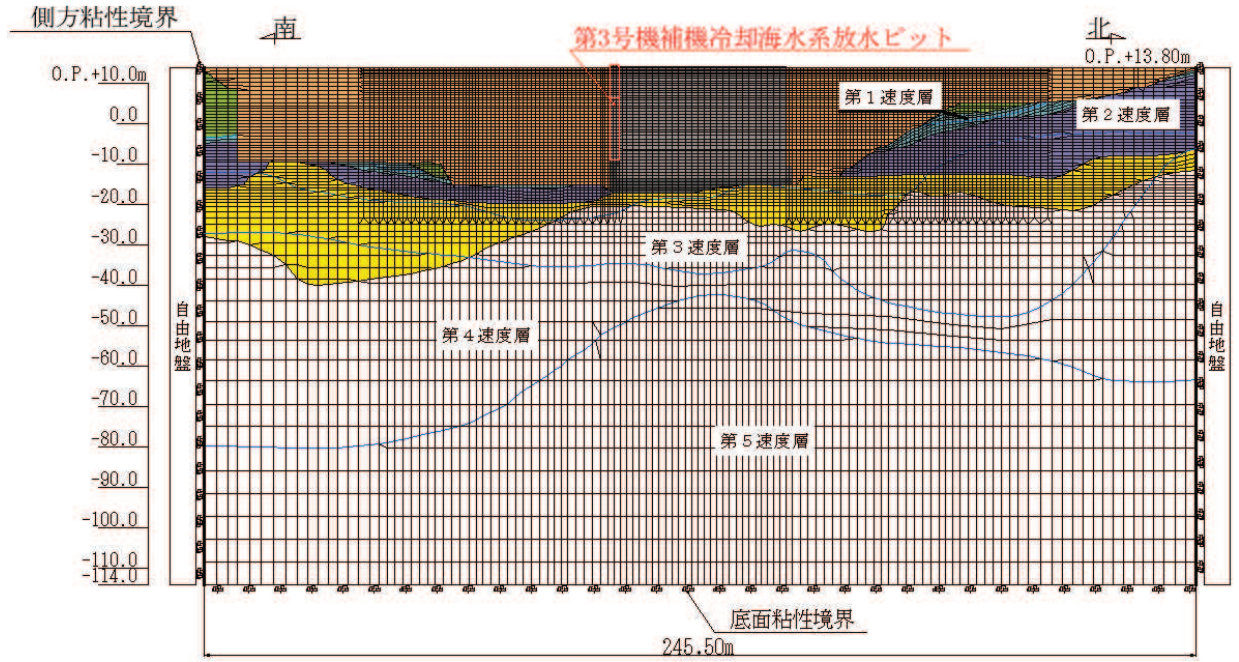 側方粘性境界
南
第3号機補機冷却海水系放水ピット
北
O.P.+13.80m
O.P.+10.0m
0.0
-10.0
-20.0
-30.0
-40.0
-50.0
-60.0
-70.0
-80.0
-90.0
-100.0
-110.0
-114.0
第1速度層
第2速度層
第3速度層
第4速度層
第5速度層
自由地盤
自由地盤
底面粘性境界
245.50m